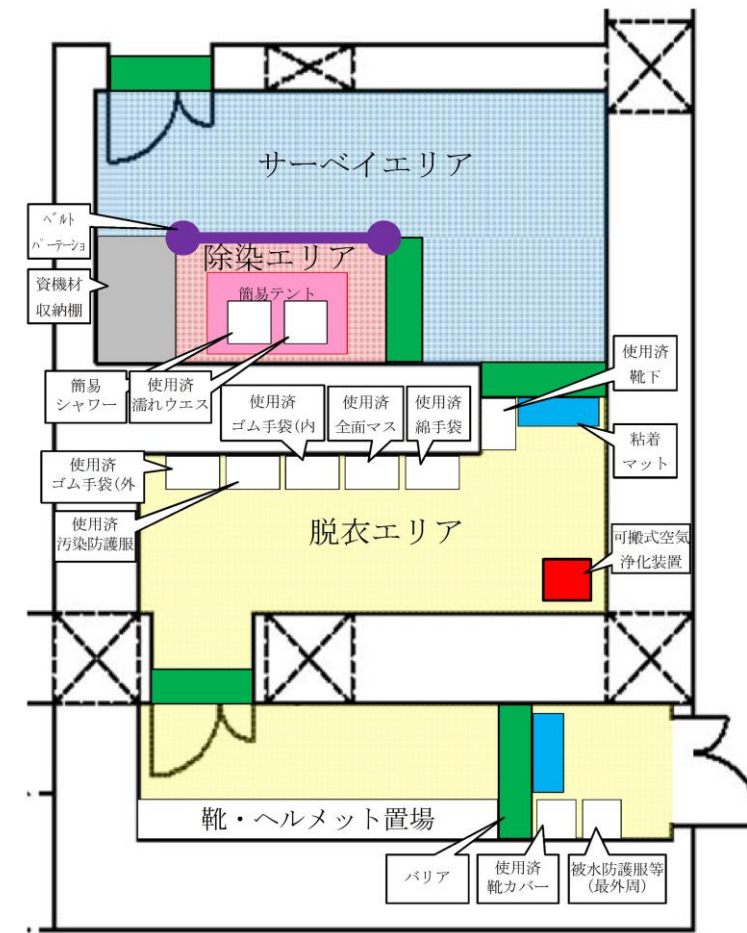 サーベイエリア
ベルト
パーテーショ
除染エリア
資機材
収納棚
簡易テント
簡易
シャワー
使用済
濡れウエス
使用済
ゴム手袋(内
使用済
全面マス
使用済
綿手袋
使用済
靴下
粘着
マット
使用済
ゴム手袋(外
使用済
汚染防護服
脱衣エリア
可搬式空気
浄化装置
靴・ヘルメット置場
バリア
使用済
靴カバー
被水防護服等
(最外周)